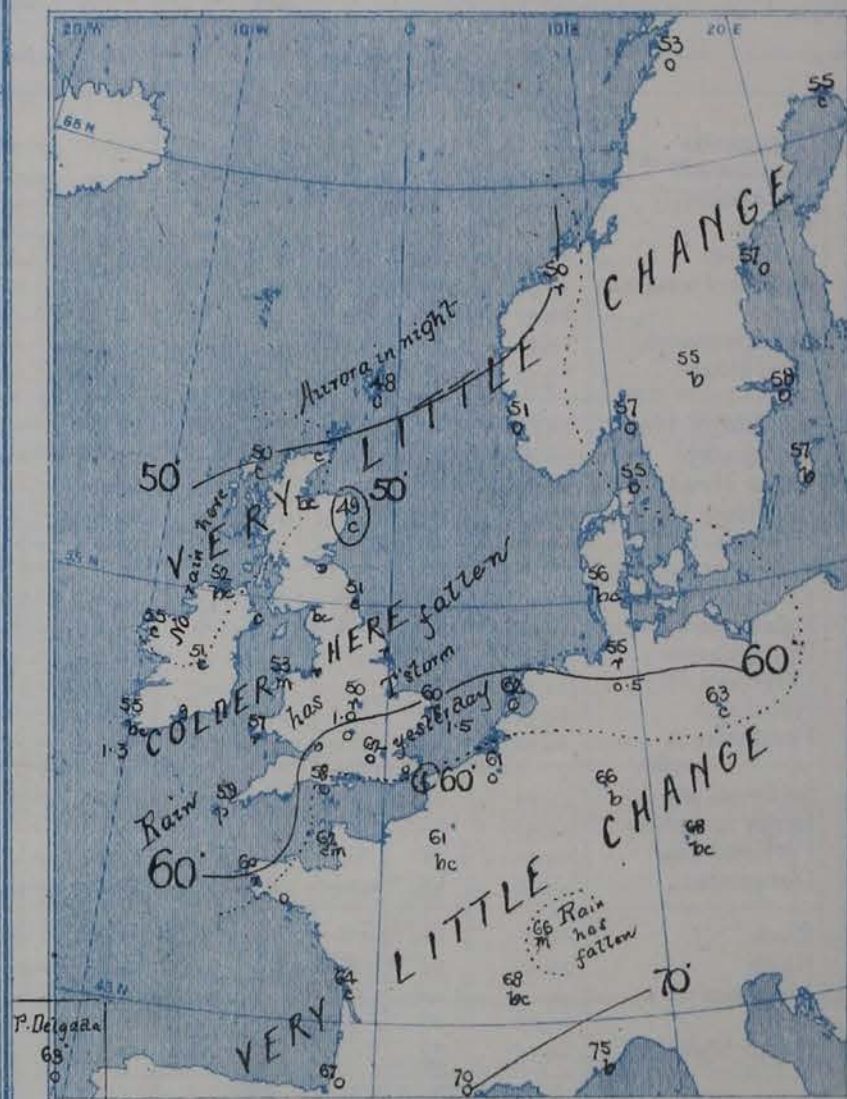 20 W
10 W
0
10 E
20 E
53
o
55
c
65 N
CHANGE
57
o
50
r
Aurora in night
48
c
55
b
58
o
LITTLE
51
o
57
o
57
b
50°
50
c
c
50°
55
o
VERY
bc
49
c
No rain here
55 N
bc
51
c
56
bc
55
51
c
c
bc
HERE
fallen
55
r
0.5
60°
53
m
has
T'storm
yesterday
50
r
1.0
60
1.5
62
o
63
c
COLDER
55
bc
1.3
57
62
o
61
o
60°
58
o
66
b
CHANGE
Rain
59
P
62
cm
61
bc
68
bc
60°
60
LITTLE
66
m
Rain
has
fallen
64
c
68
bc
70°
45 N
P. Delgada
o
VERY
67
o
70
o
75
b